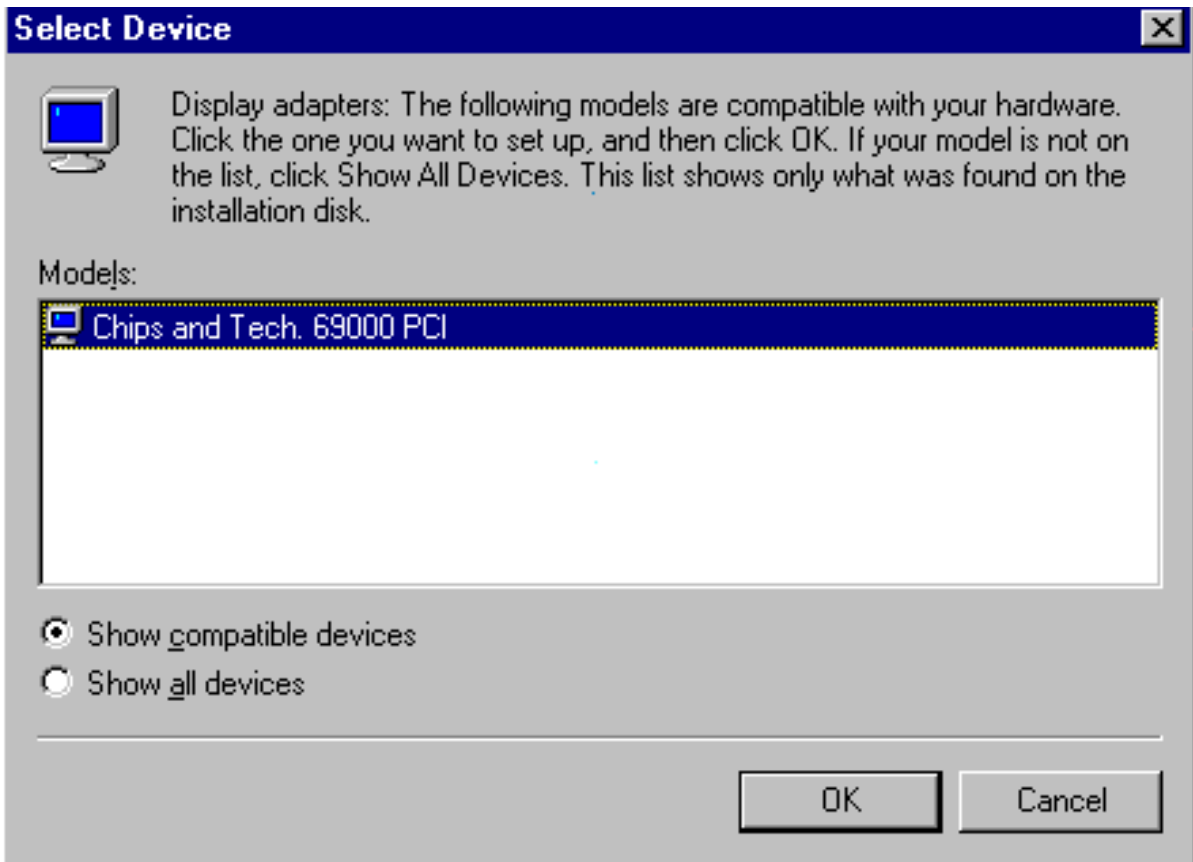 Select Device
Display adapters: The following models are compatible with your hardware.
Click the one you want to set up, and then click OK. If your model is not on
the list, click Show All Devices. This list shows only what was found on the
installation disk.
Models:
Chips and Tech. 69000 PCI
Show compatible devices
Show all devices
OK
Cancel